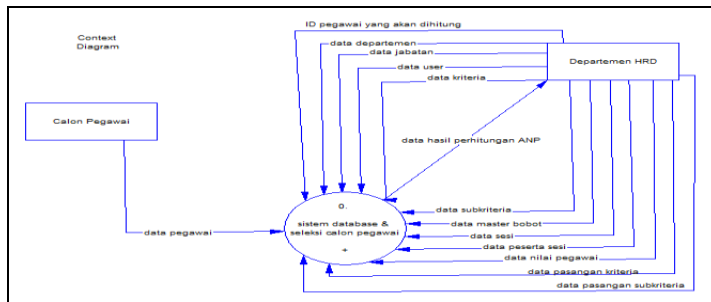 ID pegawai yang akan dihitung
Context
Diagram
data departemen
data jabatan
Departemen HRD
data user
data kriteria
Calon Pegawai
data hasil perhitungan ANP
0.
data subkriteria
sistem database &
seleksi calon pegawai
data master bobot
data pegawai
data sesi
+
data peserta sesi
data nilai pegawai
data pasangan kriteria
data pasangan subkriteria